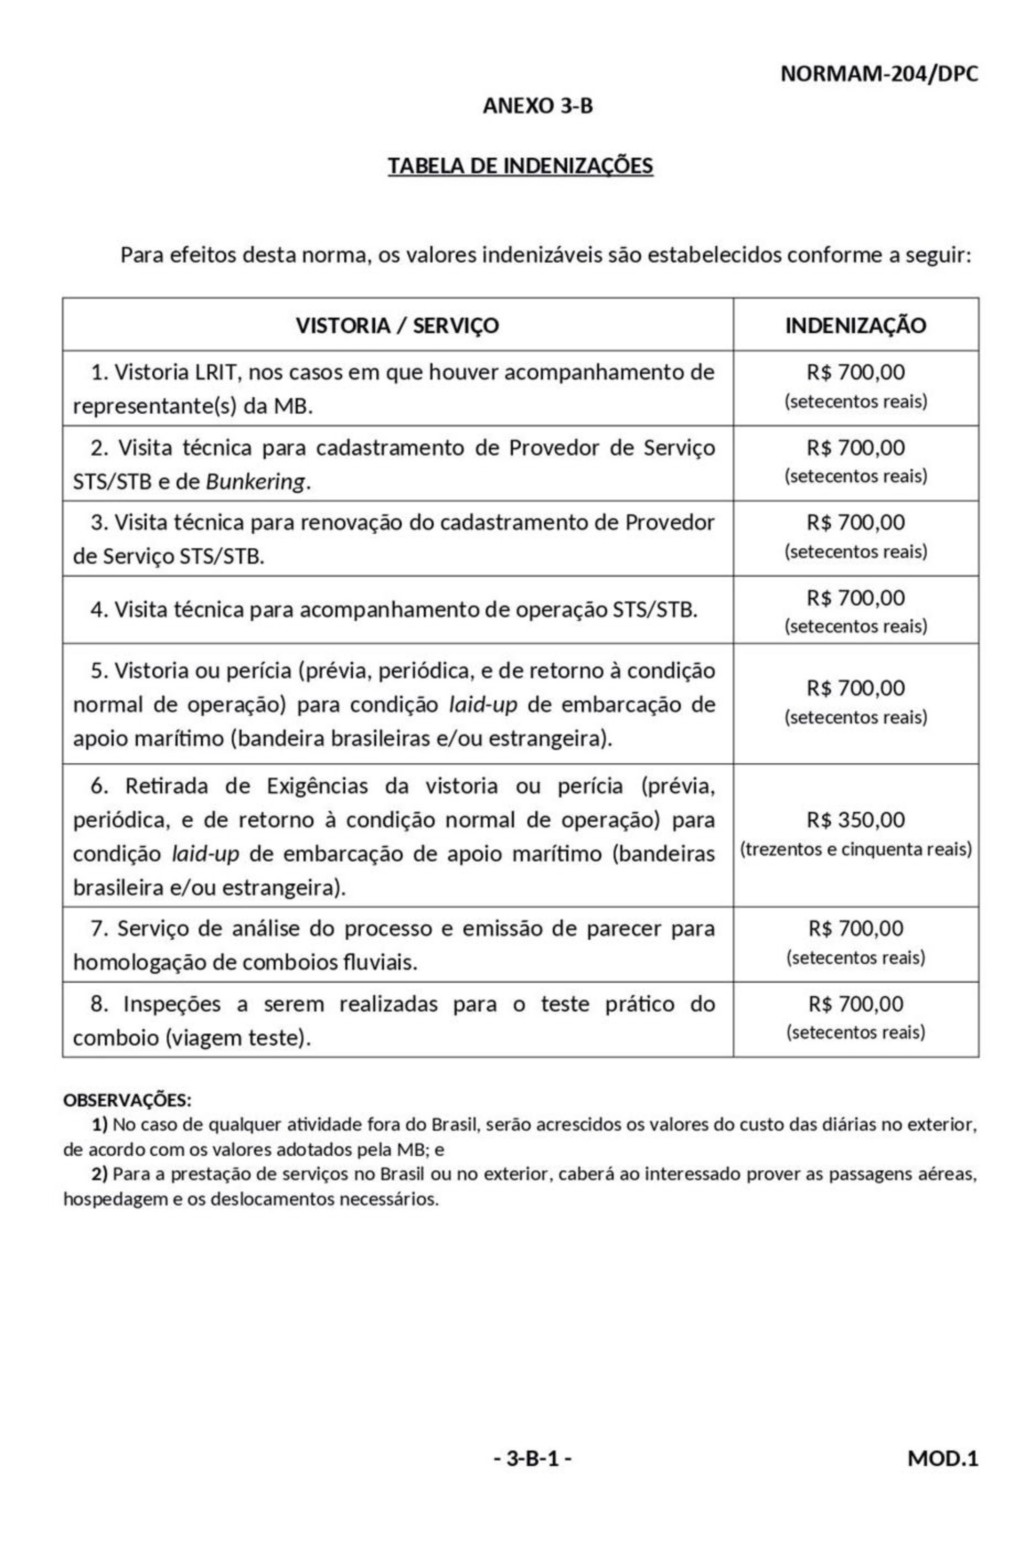 NORMAM-204/DPC
ANEXO 3-B
TABELA DE INDENIZAÇÕES
Para efeitos desta norma, os valores indenizáveis são estabelecidos conforme a seguir:
VISTORIA / SERVIÇO
INDENIZAÇÃO
1. Vistoria LRIT, nos casos em que houver acompanhamento de
representante(s) da MB.
R$ 700,00
(setecentos reais)
2. Visita técnica para cadastramento de Provedor de Serviço
STS/STB e de Bunkering.
R$ 700,00
(setecentos reais)
3. Visita técnica para renovação do cadastramento de Provedor
de Serviço STS/STB.
R$ 700,00
(setecentos reais)
4. Visita técnica para acompanhamento de operação STS/STB.
R$ 700,00
(setecentos reais)
5. Vistoria ou perícia (prévia, periódica, e de retorno à condição
normal de operação) para condição laid-up de embarcação de
apoio marítimo (bandeira brasileiras e/ou estrangeira).
R$ 700,00
(setecentos reais)
6. Retirada de Exigências da vistoria ou perícia (prévia,
periódica, e de retorno à condição normal de operação) para
condição laid-up de embarcação de apoio marítimo (bandeiras
brasileira e/ou estrangeira).
R$ 350,00
(trezentos e cinquenta reais)
7. Serviço de análise do processo e emissão de parecer para
homologação de comboios fluviais.
R$ 700,00
(setecentos reais)
8. Inspeções a serem realizadas para o teste prático do
comboio (viagem teste).
R$ 700,00
(setecentos reais)
OBSERVAÇÕES:
1) No caso de qualquer atividade fora do Brasil, serão acrescidos os valores do custo das diárias no exterior,
de acordo com os valores adotados pela MB; e
2) Para a prestação de serviços no Brasil ou no exterior, caberá ao interessado prover as passagens aéreas,
hospedagem e os deslocamentos necessários.
- 3-B-1 -
MOD.1